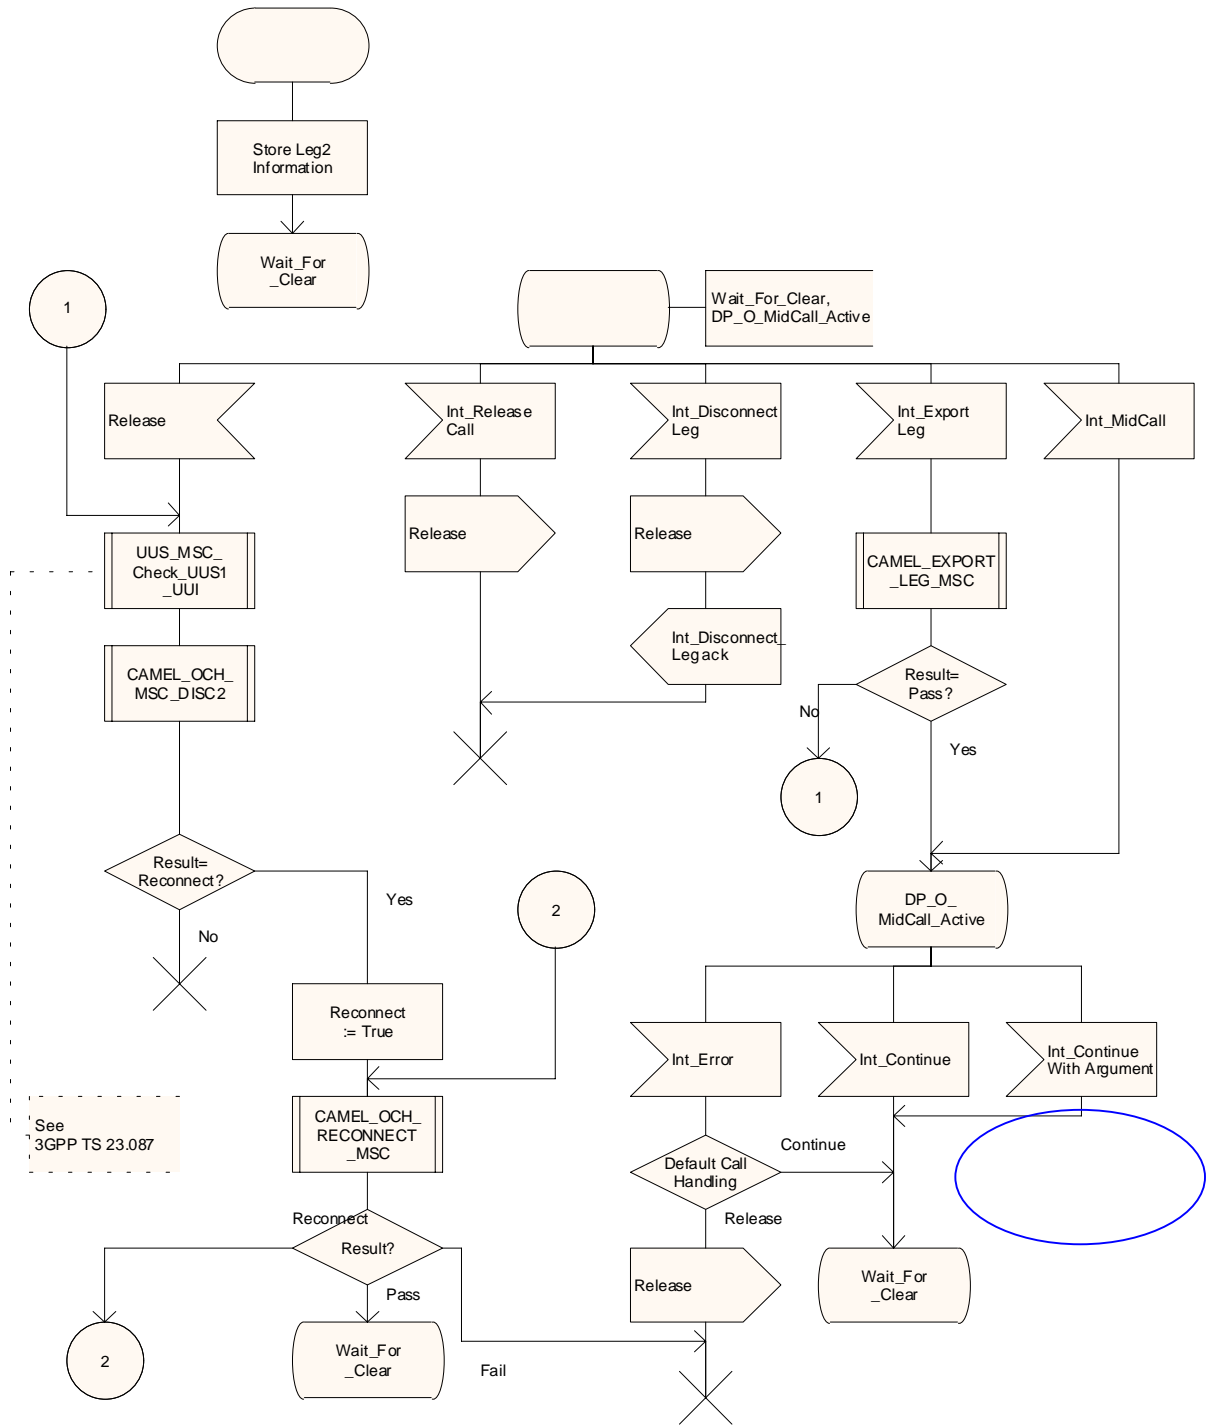 Store Leg2
Information
Wait_For
_Clear
1
Wait_For_Clear,
DP_O_MidCall_Active
Release
Int_Release
Call
Int_Disconnect
Leg
Int_Export
Leg
Int_MidCall
Release
Release
UUS_MSC_
Check_UUS1
_UUI
CAMEL_EXPORT
_LEG_MSC
Int_Disconnect_
Leg ack
CAMEL_OCH_
MSC_DISC2
Result=
Pass?
No
Yes
1
Result=
Reconnect?
Yes
No
2
DP_O_
MidCall_Active
Reconnect
:= True
Int_Error
Int_Continue
Int_Continue
With Argument
See
3GPP TS 23.087
CAMEL_OCH_
RECONNECT
_MSC
Default Call
Handling
Continue
Release
Reconnect
Result?
Pass
Release
Wait_For
_Clear
2
Wait_For
_Clear
Fail